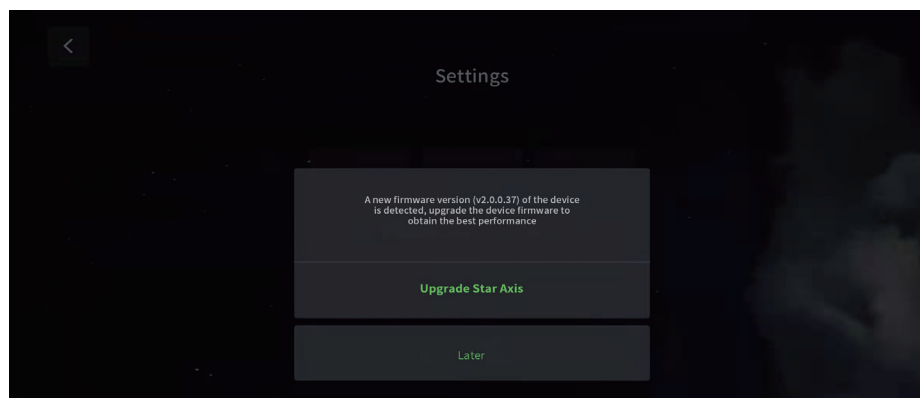 Settings
A new firmware version (v2.0.0.37) of the device
is detected, upgrade the device firmware to
obtain the best performance
Upgrade Star Axis
Later